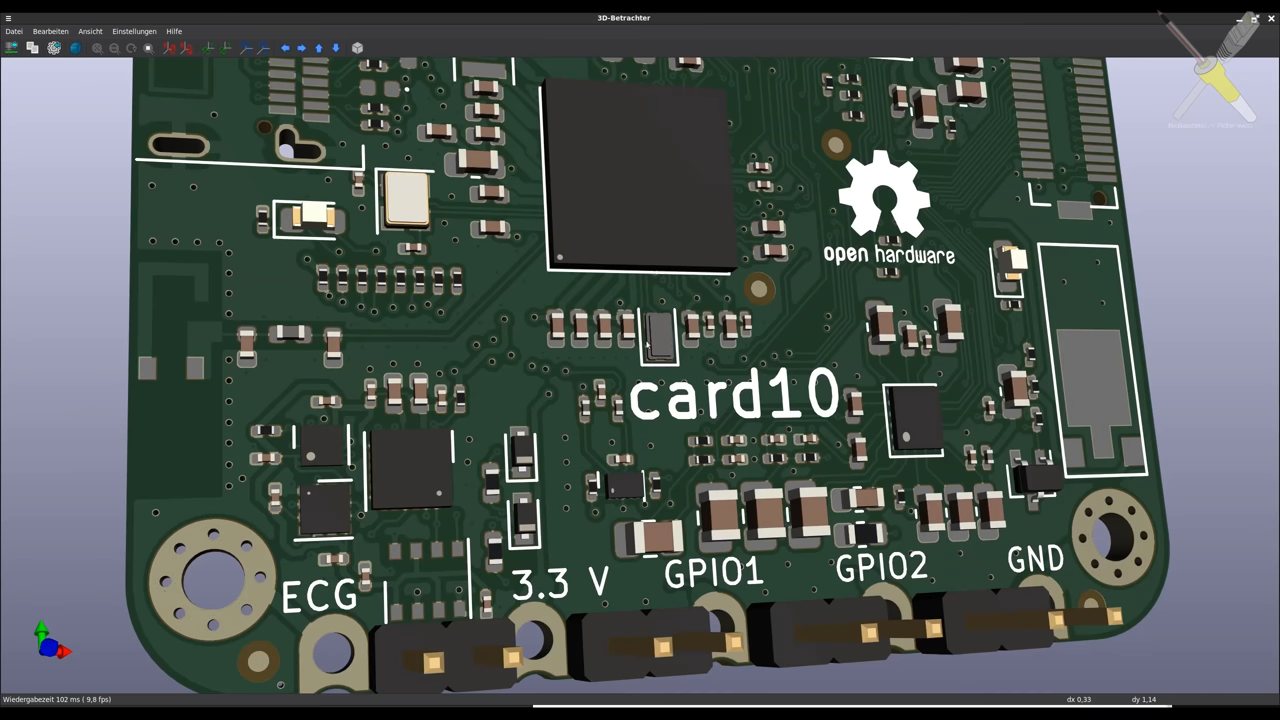 3D-Betrachter
Datei Bearbeiten Ansicht Einstellungen Hilfe
open hardware
card10
GND
GPIO2
GPIO1
3.3 V
ECG
Wiedergabezeit 102 ms ( 9,8 fps)
dx 0,33
dy 1,14